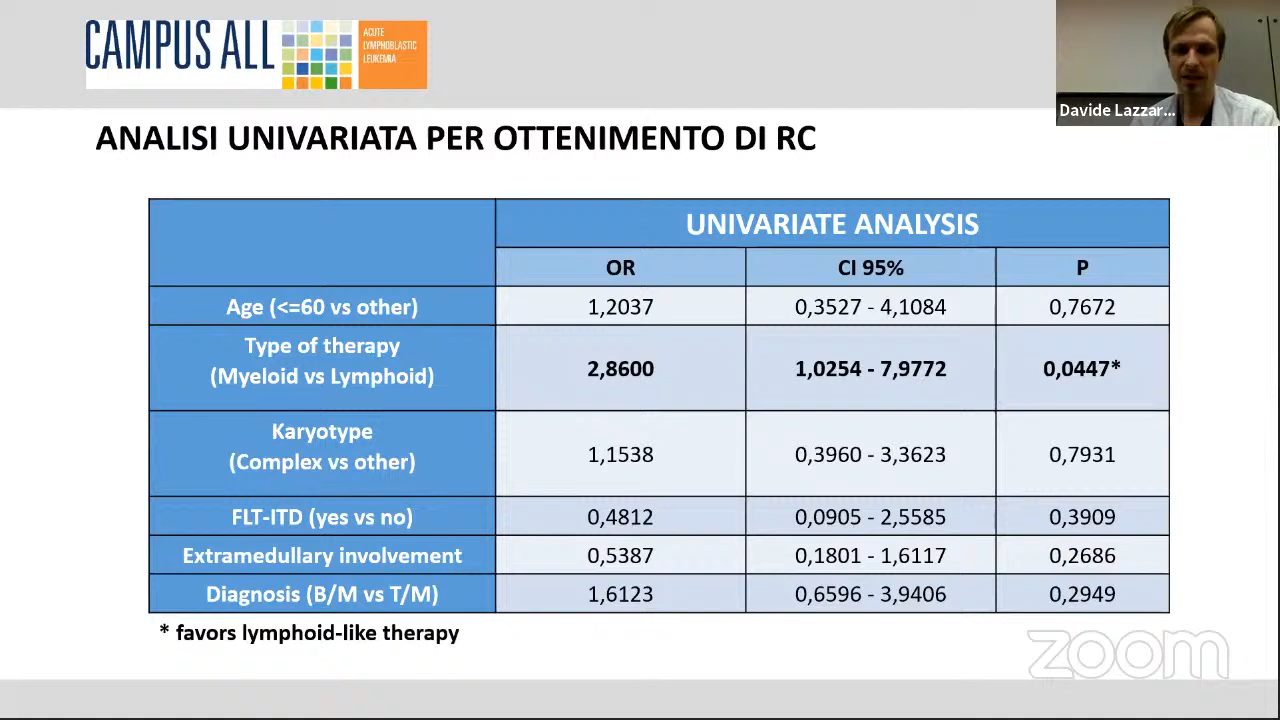 CAMPUS ALL
ACUTE
LYMPHOBLASTIC
LEUKEMIA
Davide Lazzar...
ANALISI UNIVARIATA PER OTTENIMENTO DI RC
UNIVARIATE ANALYSIS
OR CI 95% P
Age (<=60 vs other) 1,2037 0,3527 - 4,1084 0,7672
Type of therapy
(Myeloid vs Lymphoid) 2,8600 1,0254 - 7,9772 0,0447*
Karyotype
(Complex vs other) 1,1538 0,3960 - 3,3623 0,7931
FLT-ITD (yes vs no) 0,4812 0,0905 - 2,5585 0,3909
Extramedullary involvement 0,5387 0,1801 - 1,6117 0,2686
Diagnosis (B/M vs T/M) 1,6123 0,6596 - 3,9406 0,2949
* favors lymphoid-like therapy
zoom